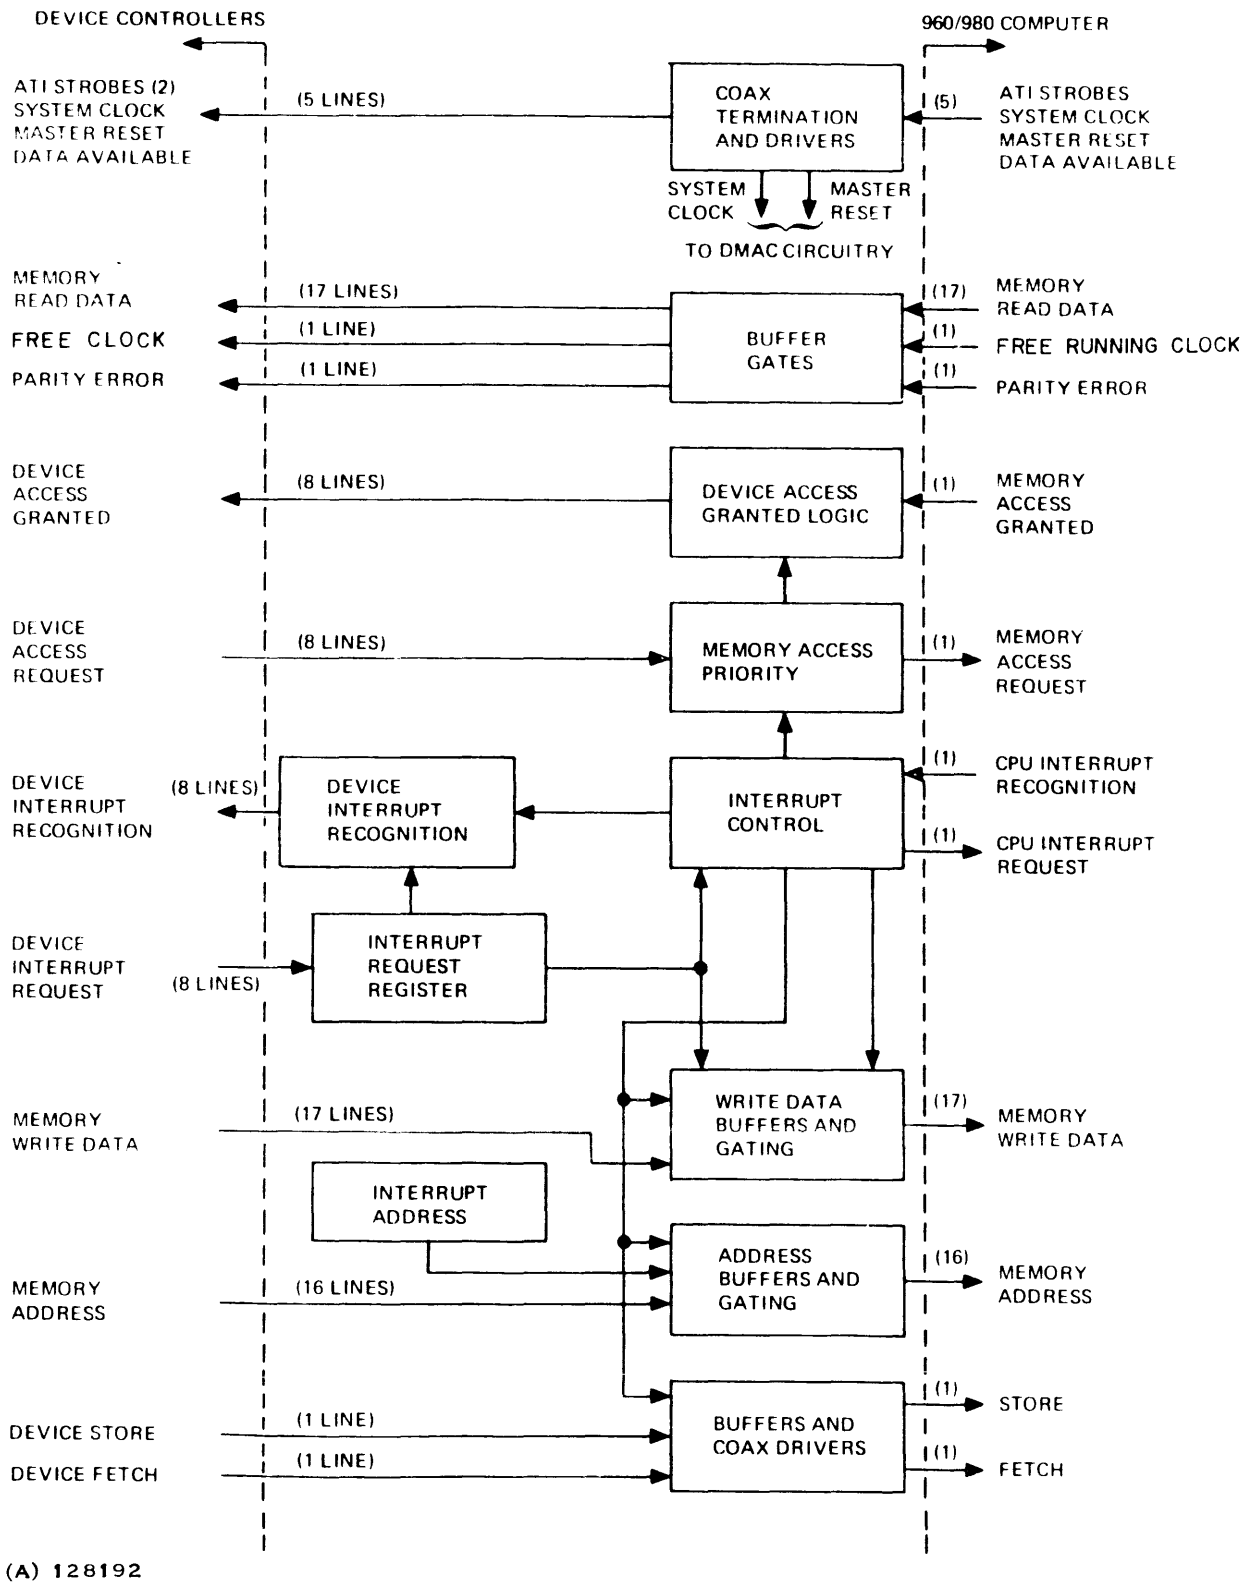 DEVICE CONTROLLERS
960/980 COMPUTER
ATI STROBES (2)
SYSTEM CLOCK
MASTER RESET
DATA AVAILABLE
(5 LINES)
COAX
TERMINATION
AND DRIVERS
(5)
ATI STROBES
SYSTEM CLOCK
MASTER RESET
DATA AVAILABLE
SYSTEM
CLOCK
MASTER
RESET
TO DMAC CIRCUITRY
MEMORY
READ DATA
(17 LINES)
FREE CLOCK
(1 LINE)
PARITY ERROR
(1 LINE)
BUFFER
GATES
(17)
MEMORY
READ DATA
(1)
FREE RUNNING CLOCK
(1)
PARITY ERROR
DEVICE
ACCESS
GRANTED
(8 LINES)
DEVICE ACCESS
GRANTED LOGIC
(1)
MEMORY
ACCESS
GRANTED
DEVICE
ACCESS
REQUEST
(8 LINES)
MEMORY ACCESS
PRIORITY
(1)
MEMORY
ACCESS
REQUEST
DEVICE
INTERRUPT
RECOGNITION
(8 LINES)
DEVICE
INTERRUPT
RECOGNITION
INTERRUPT
CONTROL
(1)
CPU INTERRUPT
RECOGNITION
(1)
CPU INTERRUPT
REQUEST
DEVICE
INTERRUPT
REQUEST
(8 LINES)
INTERRUPT
REQUEST
REGISTER
MEMORY
WRITE DATA
(17 LINES)
WRITE DATA
BUFFERS AND
GATING
(17)
MEMORY
WRITE DATA
INTERRUPT
ADDRESS
MEMORY
ADDRESS
(16 LINES)
ADDRESS
BUFFERS AND
GATING
(16)
MEMORY
ADDRESS
DEVICE STORE
(1 LINE)
DEVICE FETCH
(1 LINE)
BUFFERS AND
COAX DRIVERS
(1)
STORE
(1)
FETCH
(A) 128192